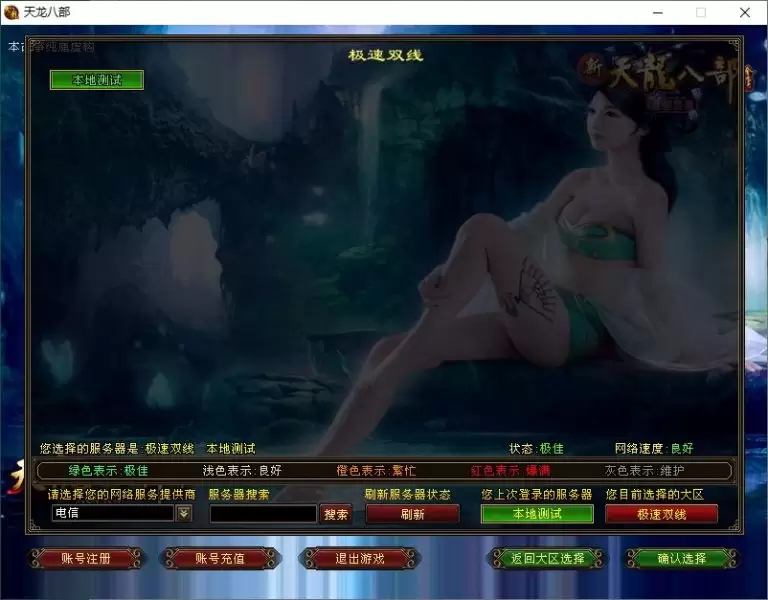 天龙八部
极速双线
本地测试
新天龍八部
您选择的服务器是:极速双线 本地测试 状态:极佳 网络速度:良好
绿色表示:极佳 浅色表示:良好 橙色表示:繁忙 红色表示:爆满 灰色表示:维护
请选择您的网络服务提供商 服务器搜索 刷新服务器状态 您上次登录的服务器 您目前选择的大区
电信 搜索 刷新 本地测试 极速双线
账号注册 账号充值 退出游戏 返回大区选择 确认选择